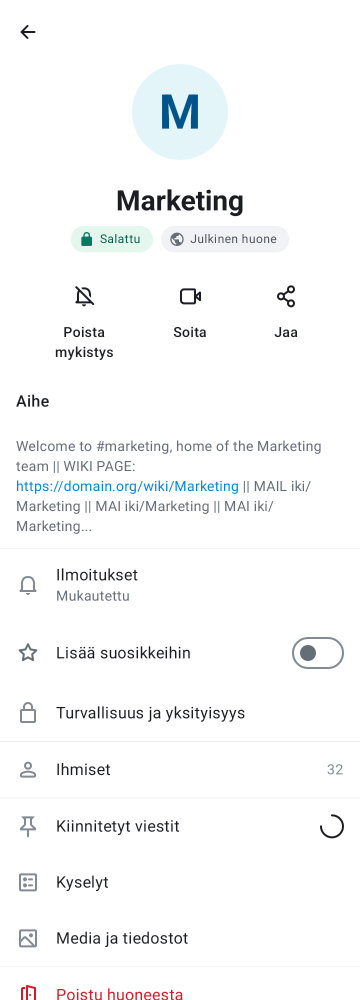 M
Marketing
Salattu
Julkinen huone
Poista
mykistys
Soita
Jaa
Aihe
Welcome to #marketing, home of the Marketing
team || WIKI PAGE:
https://domain.org/wiki/Marketing || MAIL iki/
Marketing || MAI iki/Marketing || MAI iki/
Marketing...
Ilmoitukset
Mukautettu
Lisää suosikkeihin
Turvallisuus ja yksityisyys
Ihmiset
32
Kiinnitetyt viestit
Kyselyt
Media ja tiedostot
Poistu huoneesta